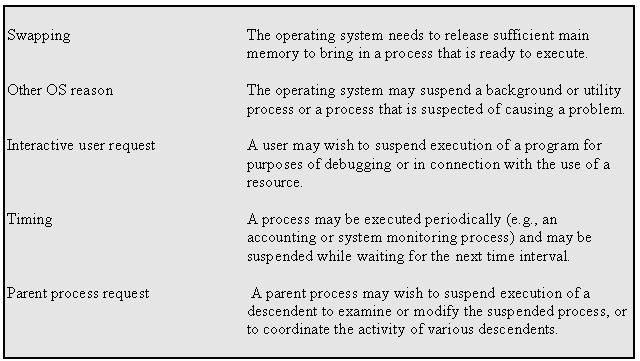 Swapping The operating system needs to release sufficient main
memory to bring in a process that is ready to execute.
Other OS reason The operating system may suspend a background or utility
process or a process that is suspected of causing a problem.
Interactive user request A user may wish to suspend execution of a program for
purposes of debugging or in connection with the use of a
resource.
Timing A process may be executed periodically (e.g., an
accounting or system monitoring process) and may be
suspended while waiting for the next time interval.
Parent process request A parent process may wish to suspend execution of a
descendent to examine or modify the suspended process, or
to coordinate the activity of various descendents.